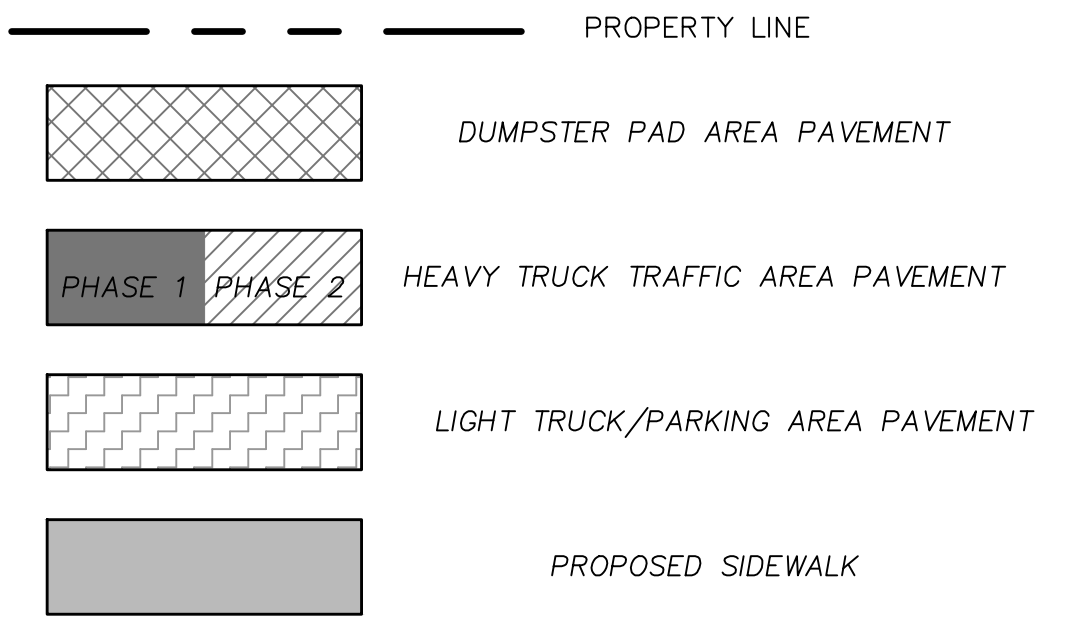 PROPERTY LINE
DUMPSTER PAD AREA PAVEMENT
PHASE 1 PHASE 2 HEAVY TRUCK TRAFFIC AREA PAVEMENT
LIGHT TRUCK/PARKING AREA PAVEMENT
PROPOSED SIDEWALK